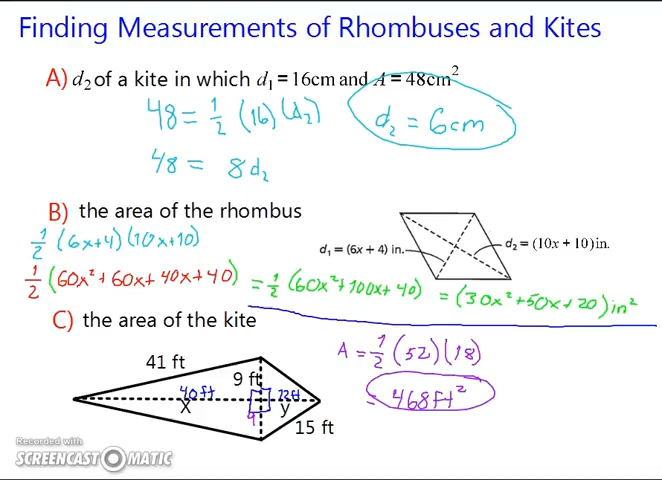 Finding Measurements of Rhombuses and Kites
A) d₂ of a kite in which d₁ = 16cm and A = 48cm²
48 = 1/2 (16)(d₂)
d₂ = 6cm
48 = 8d₂
B) the area of the rhombus
1/2 (6x+4)(10x+10)
d₁ = (6x + 4) in.
d₂ = (10x + 10) in.
1/2 (60x² + 60x + 40x + 40) = 1/2 (60x² + 100x + 40) = (30x² + 50x + 20) in²
C) the area of the kite
A = 1/2 (52)(18)
= 468ft²
41 ft
9 ft
40 ft
12 ft
x
y
9
15 ft
Recorded with
SCREENCAST MATIC